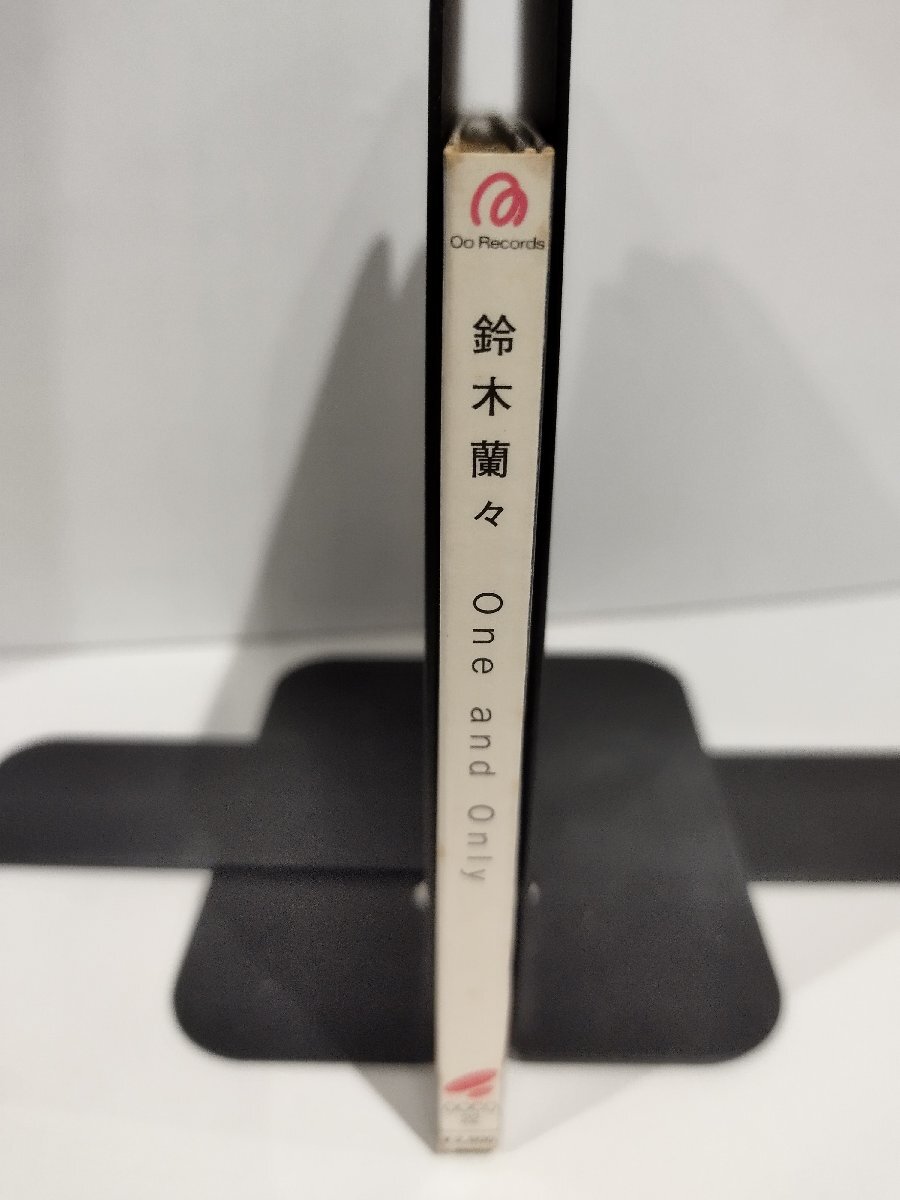 Oo Records
鈴木蘭々 One and Only